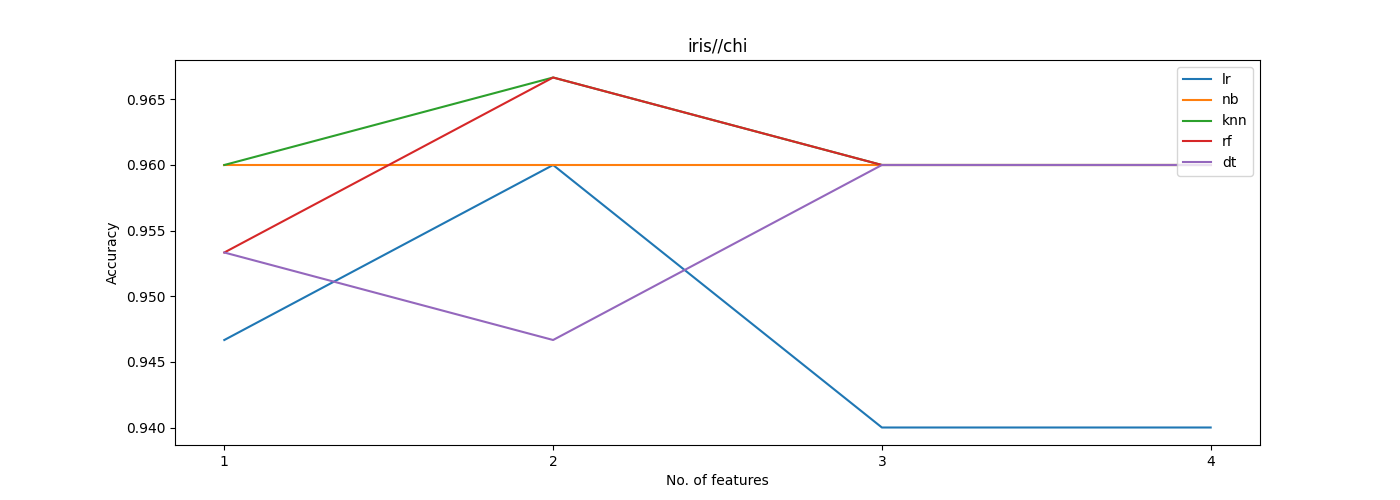 iris//chi
Accuracy
0.965
0.960
0.955
0.950
0.945
0.940
lr
nb
knn
rf
dt
1 2 3 4
No. of features